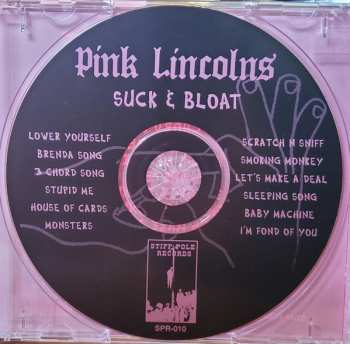 Pink Lincolns
SUCK & BLOAT
LOWER YOURSELF
BRENDA SONG
3 CHORD SONG
STUPID ME
HOUSE OF CARDS
MONSTERS
SCRATCH N SNIFF
SMOKING MONKEY
LET'S MAKE A DEAL
SLEEPING SONG
BABY MACHINE
I'M FOND OF YOU
STIFF POLE
RECORDS
SPR-010